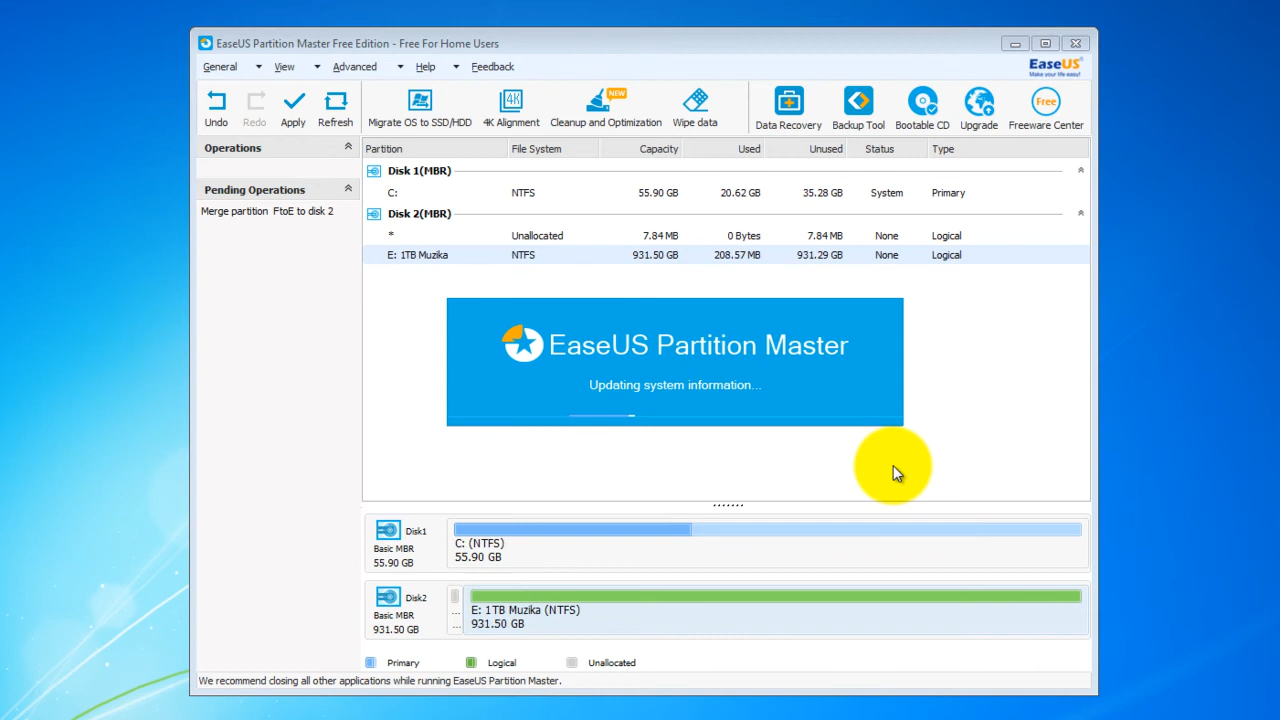 EaseUS Partition Master Free Edition - Free For Home Users
General View Advanced Help Feedback
EaseUS®
Make your life easy!
Undo Redo Apply Refresh Migrate OS to SSD/HDD 4K 4K Alignment NEW Cleanup and Optimization Wipe data Data Recovery Backup Tool Bootable CD Upgrade Free Freeware Center
Operations
Pending Operations
Merge partition FtoE to disk 2
Partition File System Capacity Used Unused Status Type
Disk 1(MBR)
C: NTFS 55.90 GB 20.62 GB 35.28 GB System Primary
Disk 2(MBR)
* Unallocated 7.84 MB 0 Bytes 7.84 MB None Logical
E: 1TB Muzika NTFS 931.50 GB 208.57 MB 931.29 GB None Logical
EaseUS Partition Master
Updating system information...
Disk1
Basic MBR
55.90 GB
C: (NTFS)
55.90 GB
Disk2
Basic MBR
931.50 GB
...
...
E: 1TB Muzika (NTFS)
931.50 GB
Primary Logical Unallocated
We recommend closing all other applications while running EaseUS Partition Master.